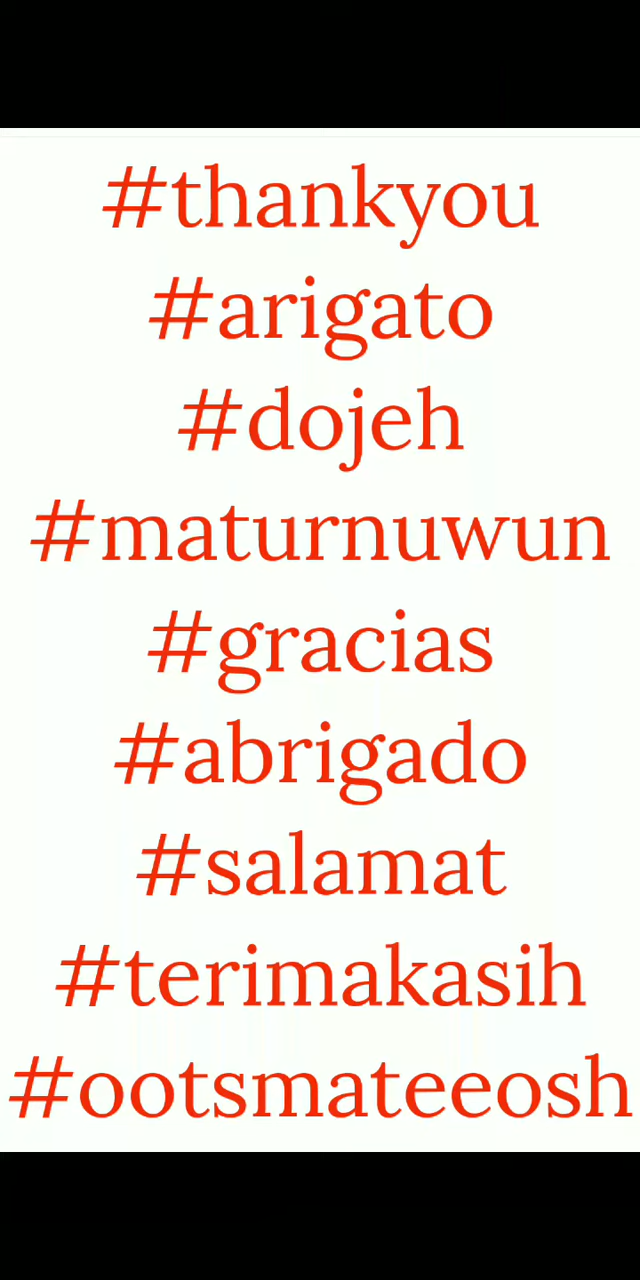 #thankyou
#arigato
#dojeh
#maturnuwun
#gracias
#abrigado
#salamat
#terimakasih
#ootsmateeosh